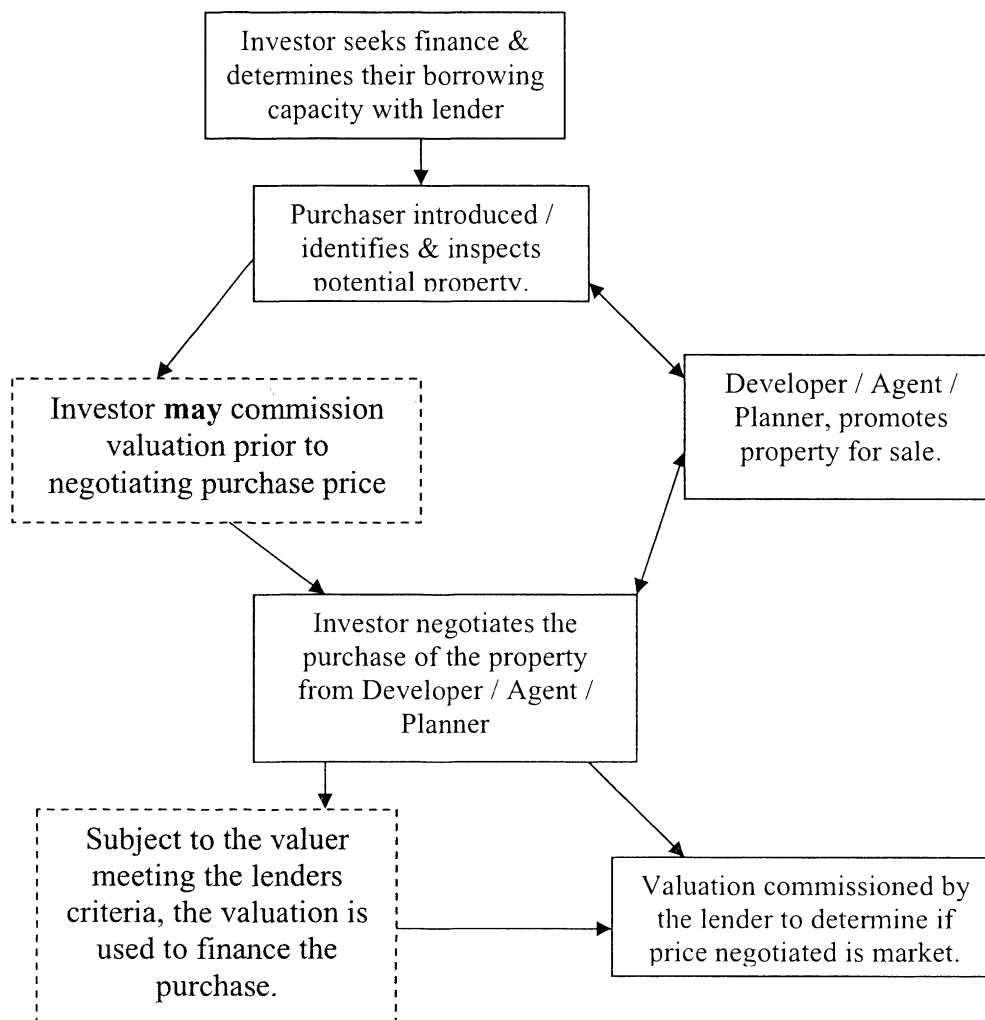 Investor seeks finance &
determines their borrowing
capacity with lender
Purchaser introduced /
identifies & inspects
potential property.
Investor may commission
valuation prior to
negotiating purchase price
Developer / Agent /
Planner, promotes
property for sale.
Investor negotiates the
purchase of the property
from Developer / Agent /
Planner
Subject to the valuer
meeting the lenders
criteria, the valuation is
used to finance the
purchase.
Valuation commissioned by
the lender to determine if
price negotiated is market.